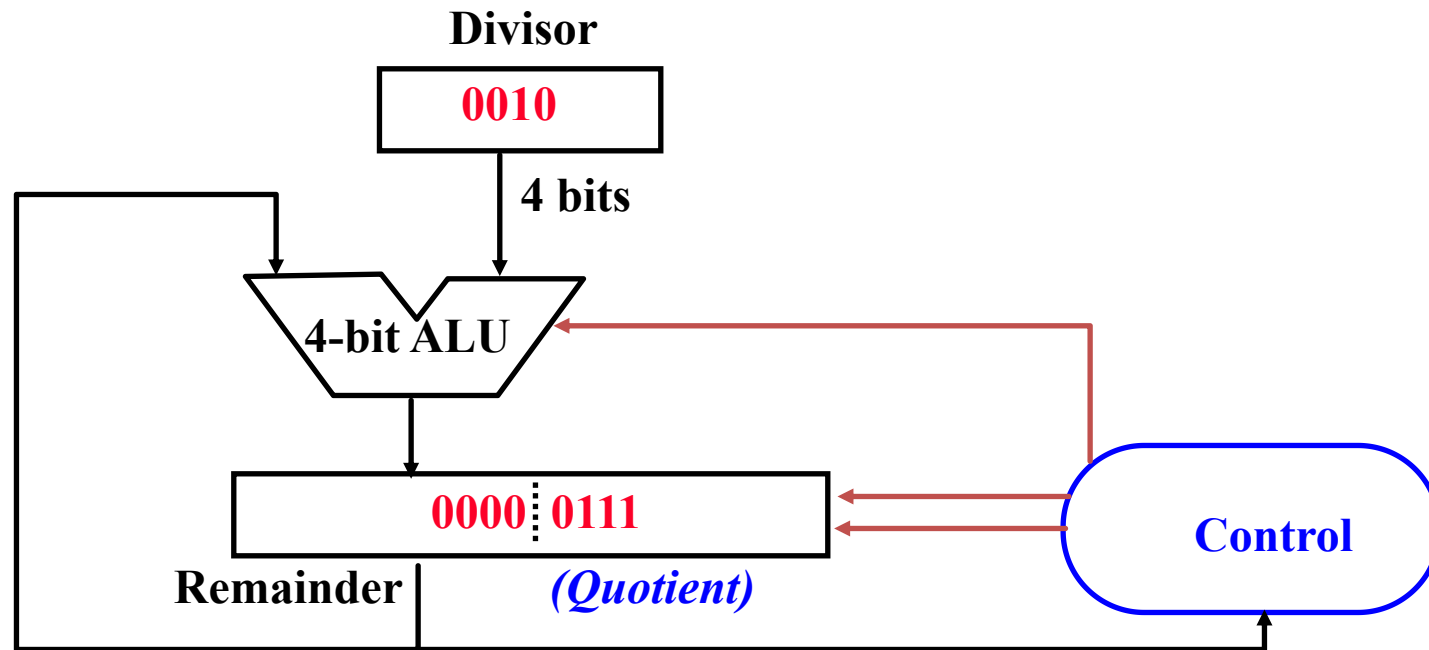 Divisor
0010
4 bits
4-bit ALU
0000 0111
Control
Remainder (Quotient)